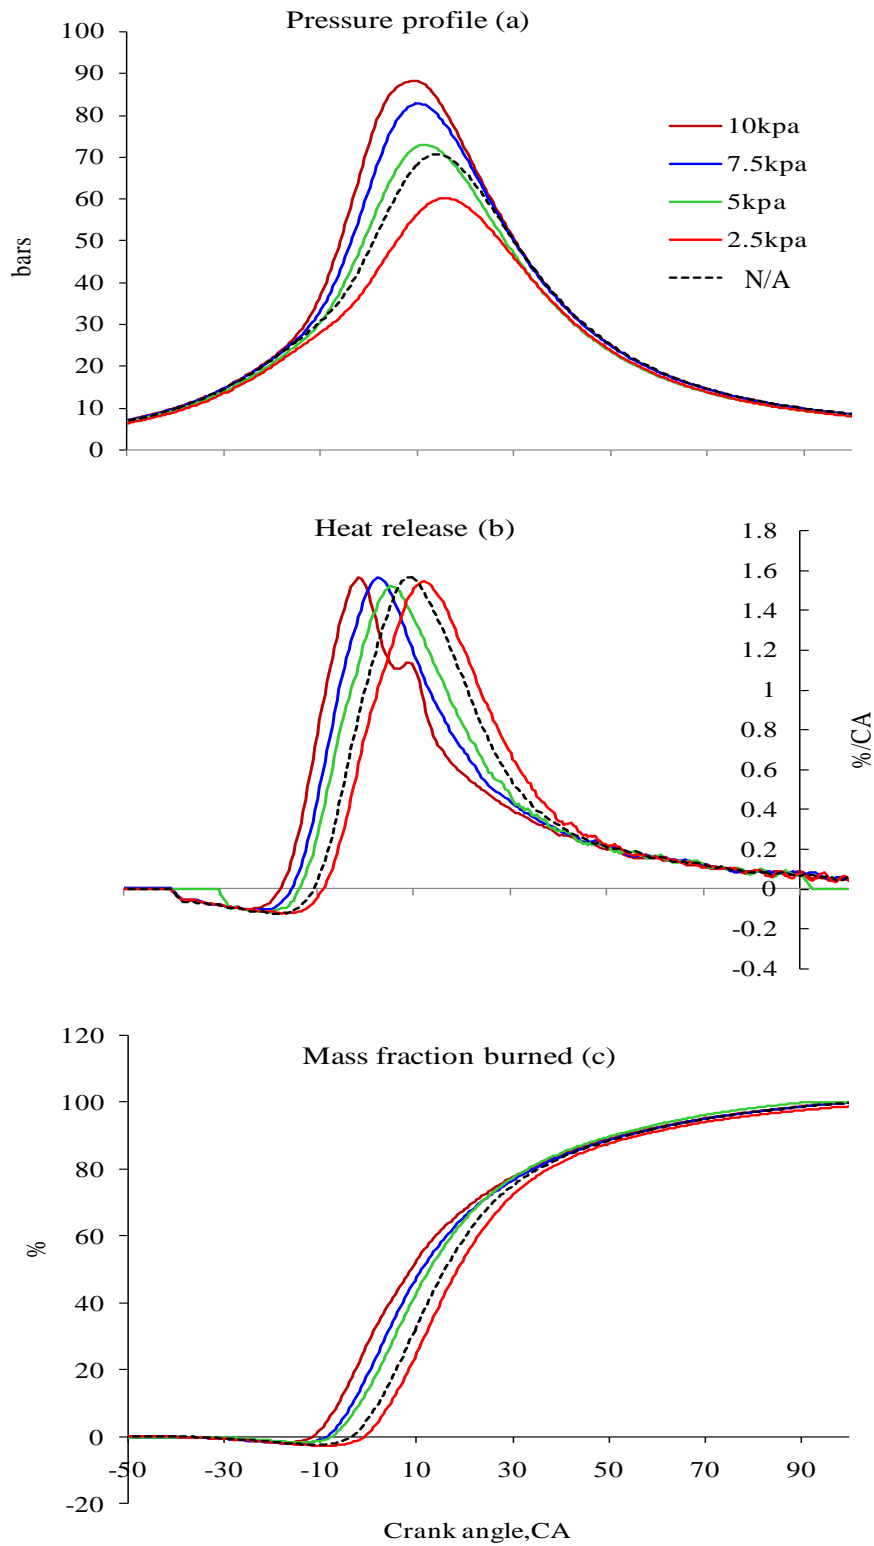 Pressure profile (a)
100
90
80
70
60
50
40
30
20
10
0
bars
10kpa
7.5kpa
5kpa
2.5kpa
N/A
Heat release (b)
1.8
1.6
1.4
1.2
1
0.8
0.6
0.4
0.2
0
-0.2
-0.4
%/CA
Mass fraction burned (c)
120
100
80
60
40
20
0
-20
%
-50 -30 -10 10 30 50 70 90
Crank angle,CA